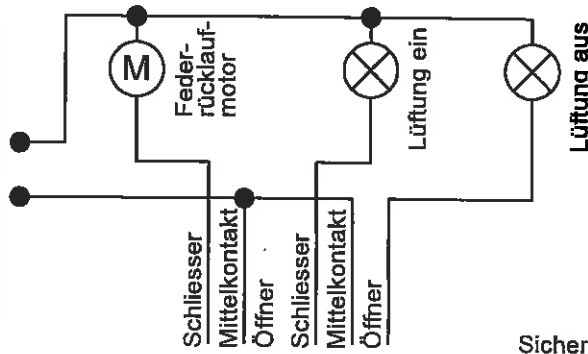 M
Feder-
rücklauf-
motor
Lüftung ein
Lüftung aus
Schliesser
Mittelkontakt
Öffner
Schliesser
Mittelkontakt
Öffner
Sicher